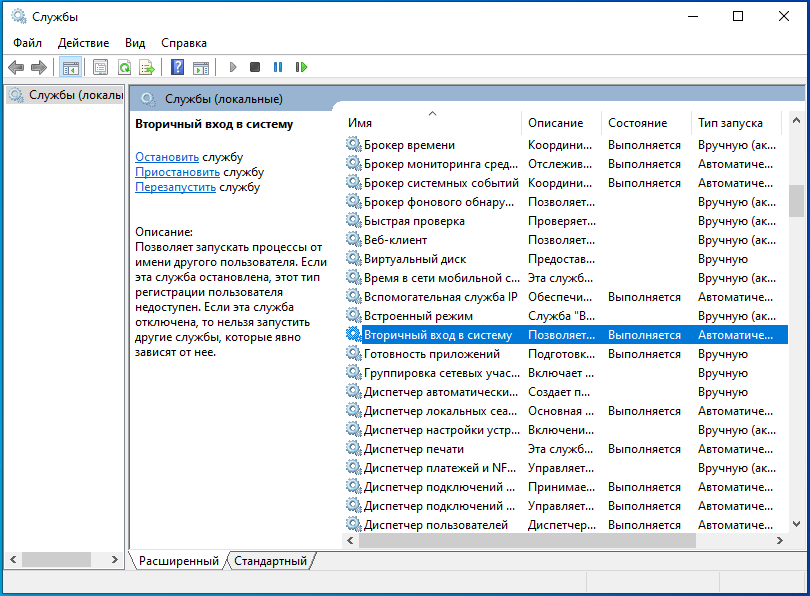 Службы
Файл Действие Вид Справка
Службы (локалы
Службы (локальные)
Вторичный вход в систему
Остановить службу
Приостановить службу
Перезапустить службу
Описание:
Позволяет запускать процессы от
имени другого пользователя. Если
эта служба остановлена, этот тип
регистрации пользователя
недоступен. Если эта служба
отключена, то нельзя запустить
другие службы, которые явно
зависят от нее.
Имя Описание Состояние Тип запуска
Брокер времени Координи... Выполняется Вручную (ак...
Брокер мониторинга сред... Отслежив... Выполняется Автоматиче...
Брокер системных событий Координи... Выполняется Автоматиче...
Брокер фонового обнару... Позволяет... Вручную (ак...
Быстрая проверка Проверяет... Вручную (ак...
Веб-клиент Позволяет... Вручную (ак...
Виртуальный диск Предостав... Вручную
Время в сети мобильной с... Эта служб... Вручную (ак...
Вспомогательная служба IP Обеспечи... Выполняется Автоматиче...
Встроенный режим Служба "В... Вручную (ак...
Вторичный вход в систему Позволяет... Выполняется Автоматиче...
Готовность приложений Подготовк... Выполняется Вручную
Группировка сетевых учас... Включает ... Вручную
Диспетчер автоматически... Создает п... Вручную
Диспетчер локальных сеа... Основная ... Выполняется Автоматиче...
Диспетчер настройки устр... Включени... Вручную (ак...
Диспетчер печати Эта служб... Выполняется Автоматиче...
Диспетчер платежей и NF... Управляет... Вручную (ак...
Диспетчер подключений ... Принимае... Выполняется Автоматиче...
Диспетчер подключений ... Управляет... Выполняется Автоматиче...
Диспетчер пользователей Диспетчер... Выполняется Автоматиче...
Расширенный Стандартный